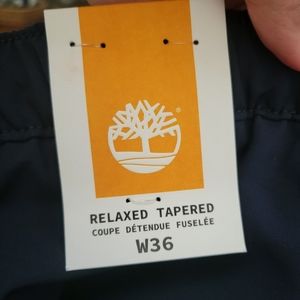 RELAXED TAPERED
COUPE DÉTENDUE FUSELÉE
W36